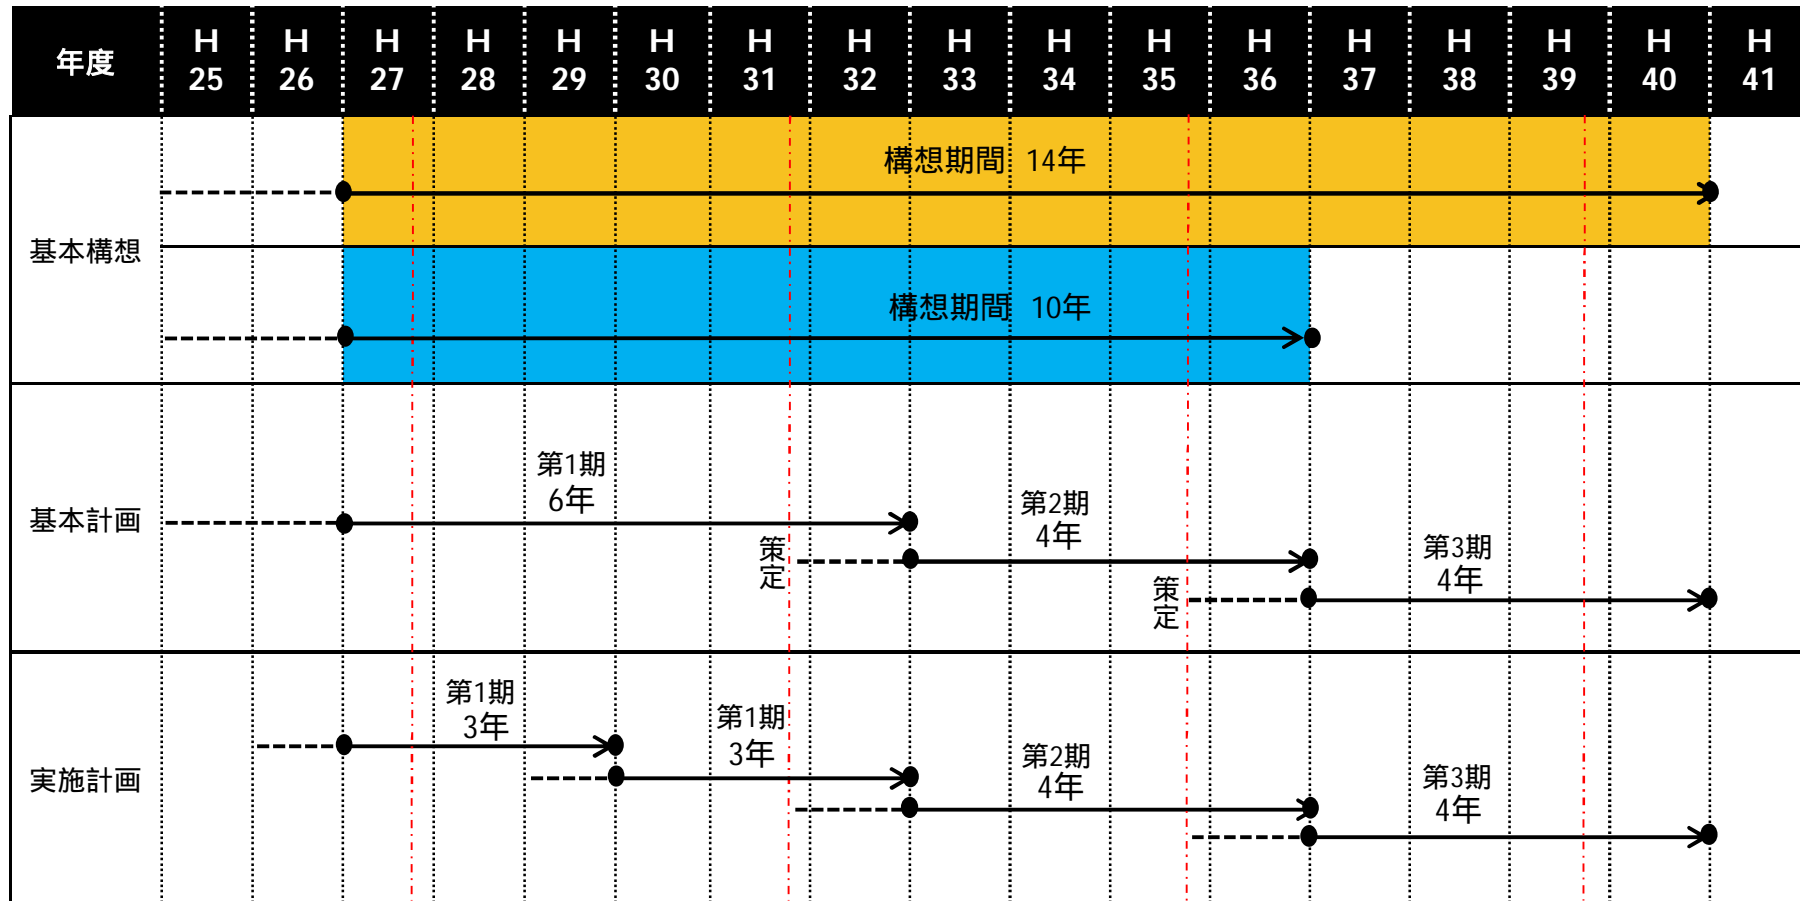 年度
H
25
H
26
H
27
H
28
H
29
H
30
H
31
H
32
H
33
H
34
H
35
H
36
H
37
H
38
H
39
H
40
H
41
基本構想
構想期間 14年
構想期間 10年
基本計画
第1期
6年
策定
第2期
4年
策定
第3期
4年
実施計画
第1期
3年
第1期
3年
第2期
4年
第3期
4年